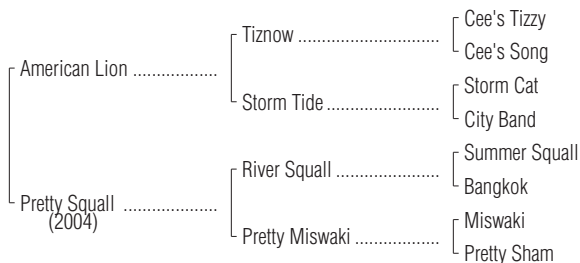 Cee's Tizzy
Tiznow ................................
Cee's Song
American Lion ...................
Storm Cat
Storm Tide .........................
City Band
Summer Squall
River Squall .......................
Bangkok
Pretty Squall .....................
(2004)
Miswaki
Pretty Miswaki ...................
Pretty Sham